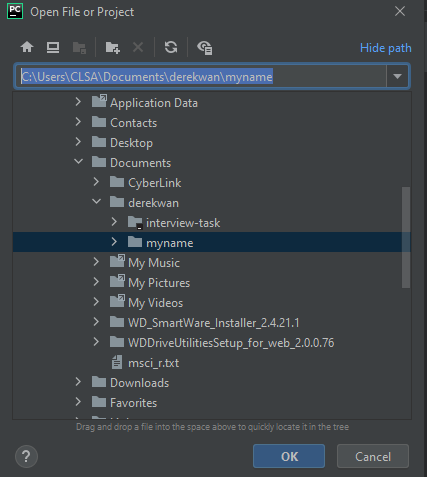 PC Open File or Project
Hide path
C:\Users\CLSA\Documents\derekwan\myname
Application Data
Contacts
Desktop
Documents
CyberLink
derekwan
interview-task
myname
My Music
My Pictures
My Videos
WD_SmartWare_Installer_2.4.21.1
WDDriveUtilitiesSetup_for_web_2.0.0.76
msci_r.txt
Downloads
Favorites
Drag and drop a file into the space above to quickly locate it in the tree
? OK Cancel